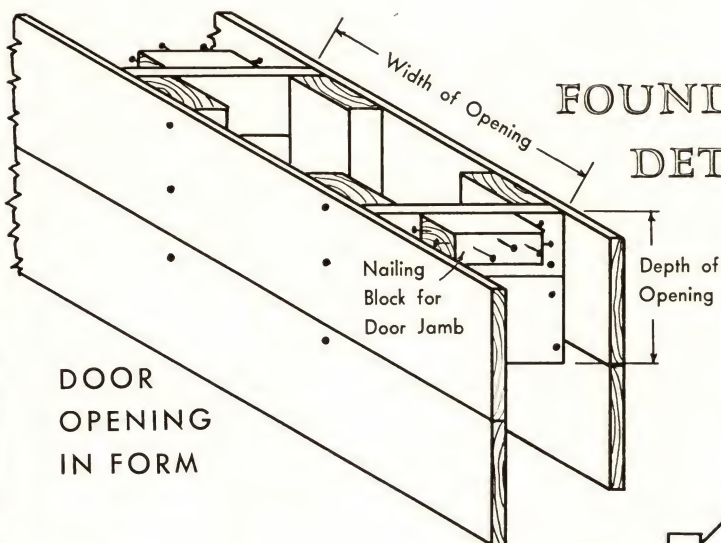 Width of Opening
FOUND
DET
Nailing
Block for
Door Jamb
Depth of
Opening
DOOR
OPENING
IN FORM